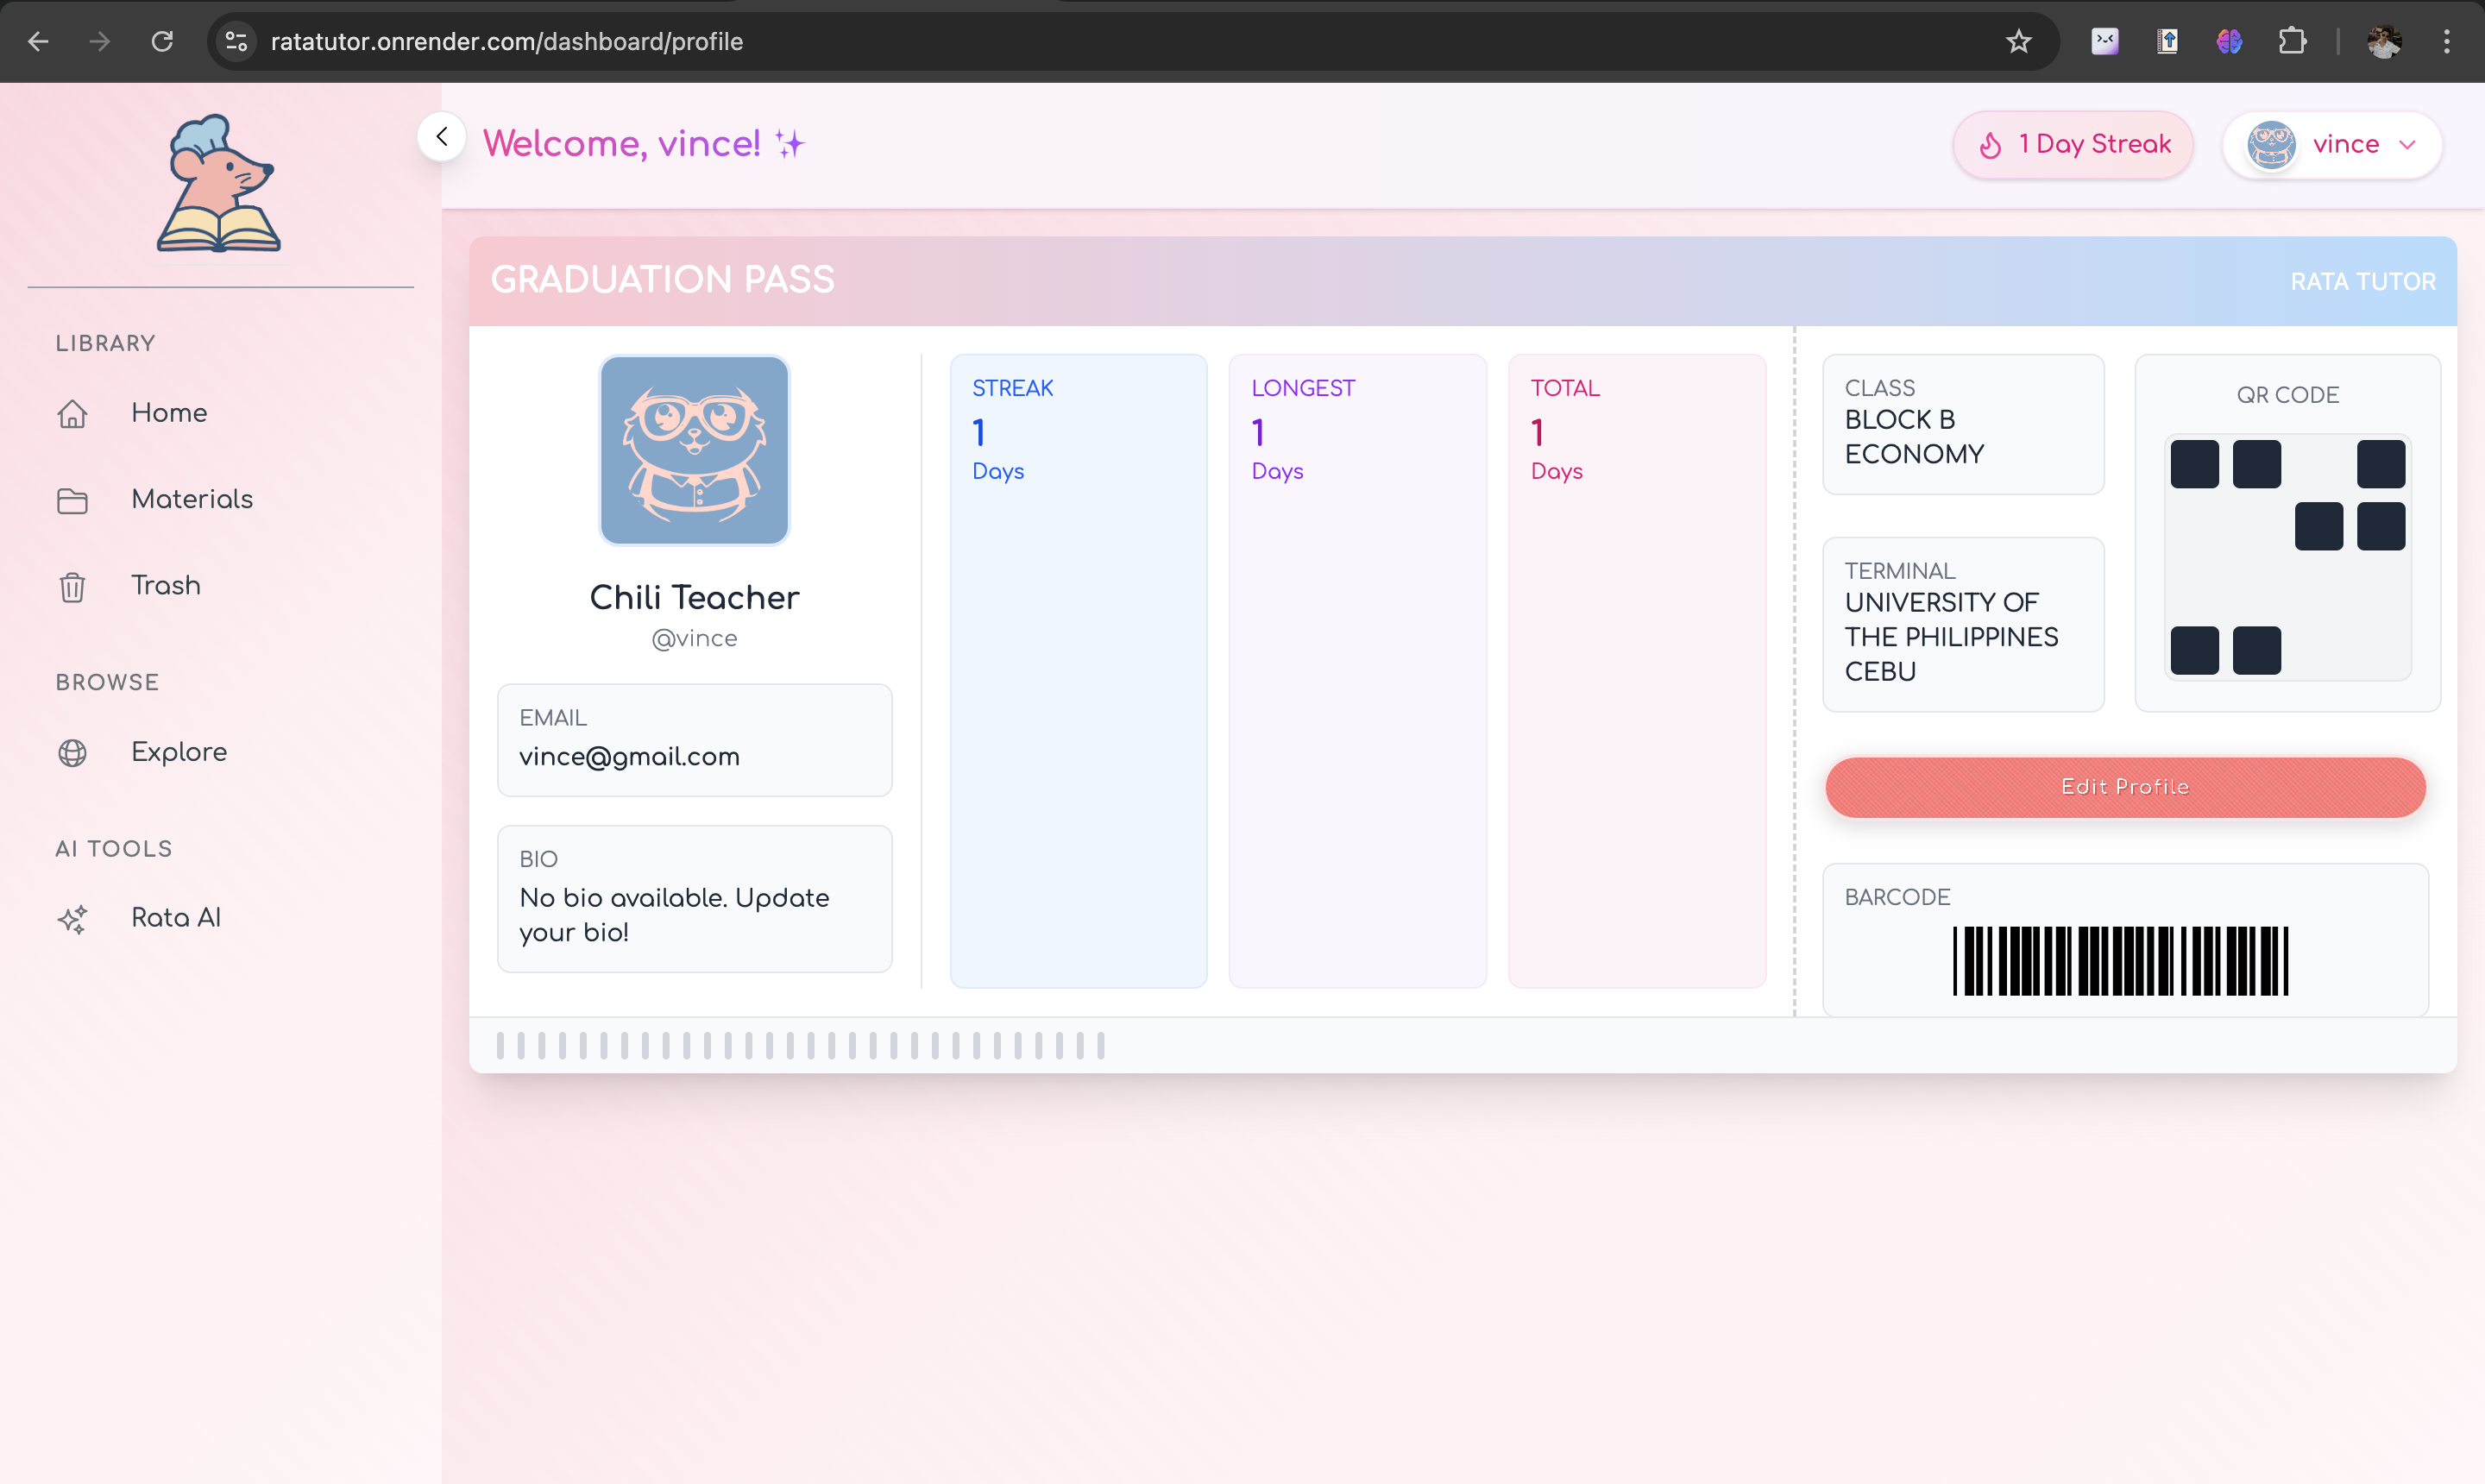 ratatutor.onrender.com/dashboard/profile
Welcome, vince!
1 Day Streak
vince
LIBRARY
Home
Materials
Trash
BROWSE
Explore
AI TOOLS
Rata AI
GRADUATION PASS
RATA TUTOR
Chili Teacher
@vince
EMAIL
vince@gmail.com
BIO
No bio available. Update
your bio!
STREAK
1
Days
LONGEST
1
Days
TOTAL
1
Days
CLASS
BLOCK B
ECONOMY
TERMINAL
UNIVERSITY OF
THE PHILIPPINES
CEBU
QR CODE
Edit Profile
BARCODE